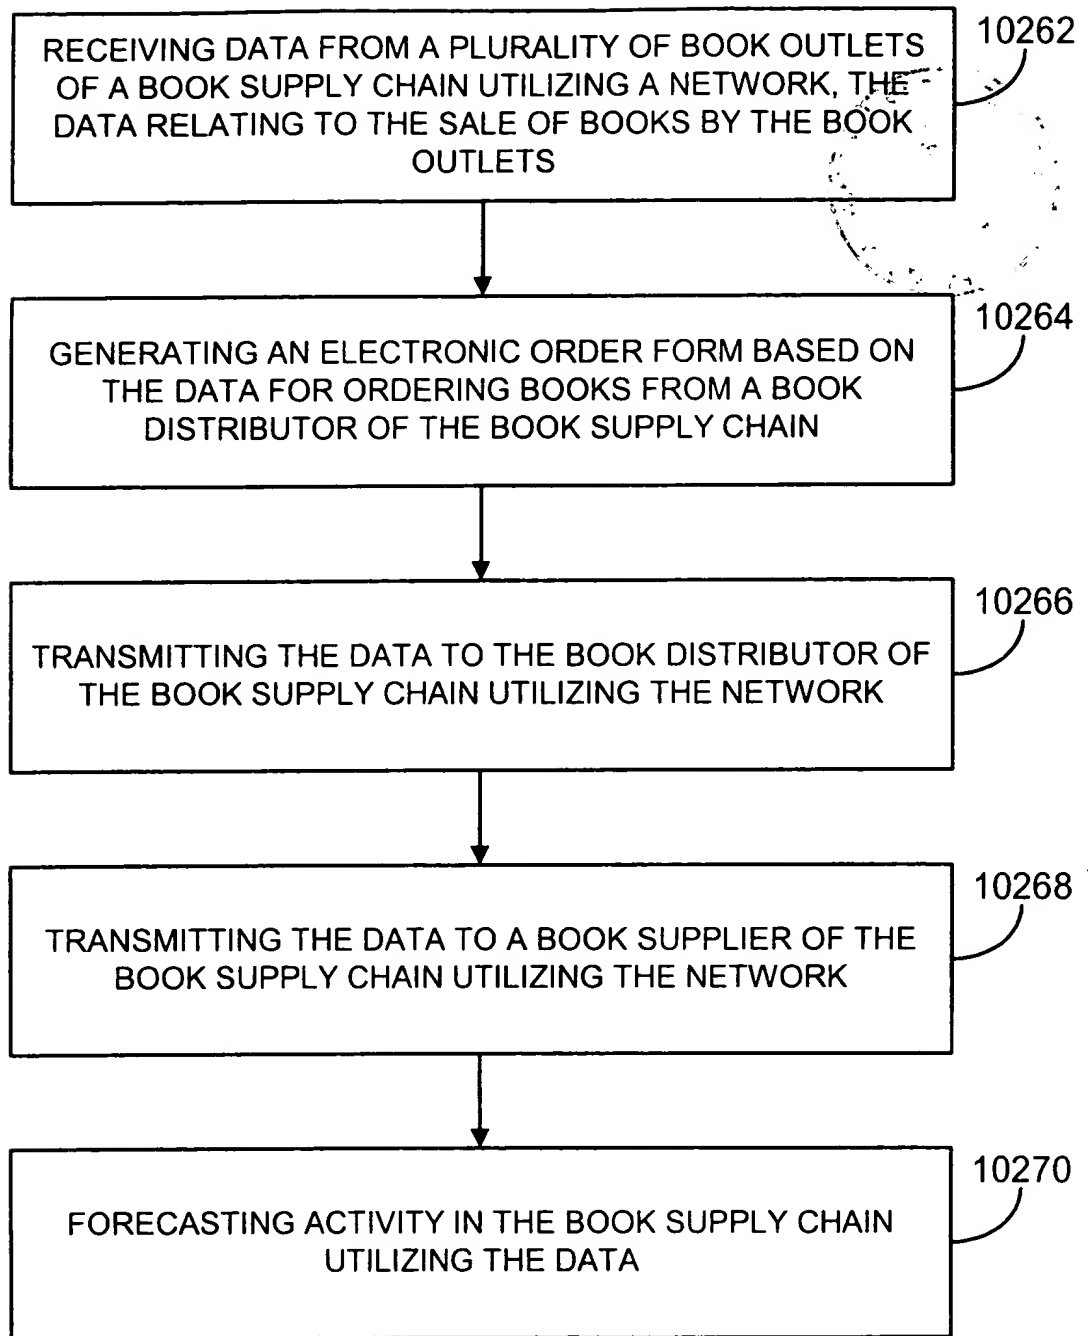 RECEIVING DATA FROM A PLURALITY OF BOOK OUTLETS
OF A BOOK SUPPLY CHAIN UTILIZING A NETWORK, THE
DATA RELATING TO THE SALE OF BOOKS BY THE BOOK
OUTLETS
10262
GENERATING AN ELECTRONIC ORDER FORM BASED ON
THE DATA FOR ORDERING BOOKS FROM A BOOK
DISTRIBUTOR OF THE BOOK SUPPLY CHAIN
10264
TRANSMITTING THE DATA TO THE BOOK DISTRIBUTOR OF
THE BOOK SUPPLY CHAIN UTILIZING THE NETWORK
10266
TRANSMITTING THE DATA TO A BOOK SUPPLIER OF THE
BOOK SUPPLY CHAIN UTILIZING THE NETWORK
10268
FORECASTING ACTIVITY IN THE BOOK SUPPLY CHAIN
UTILIZING THE DATA
10270